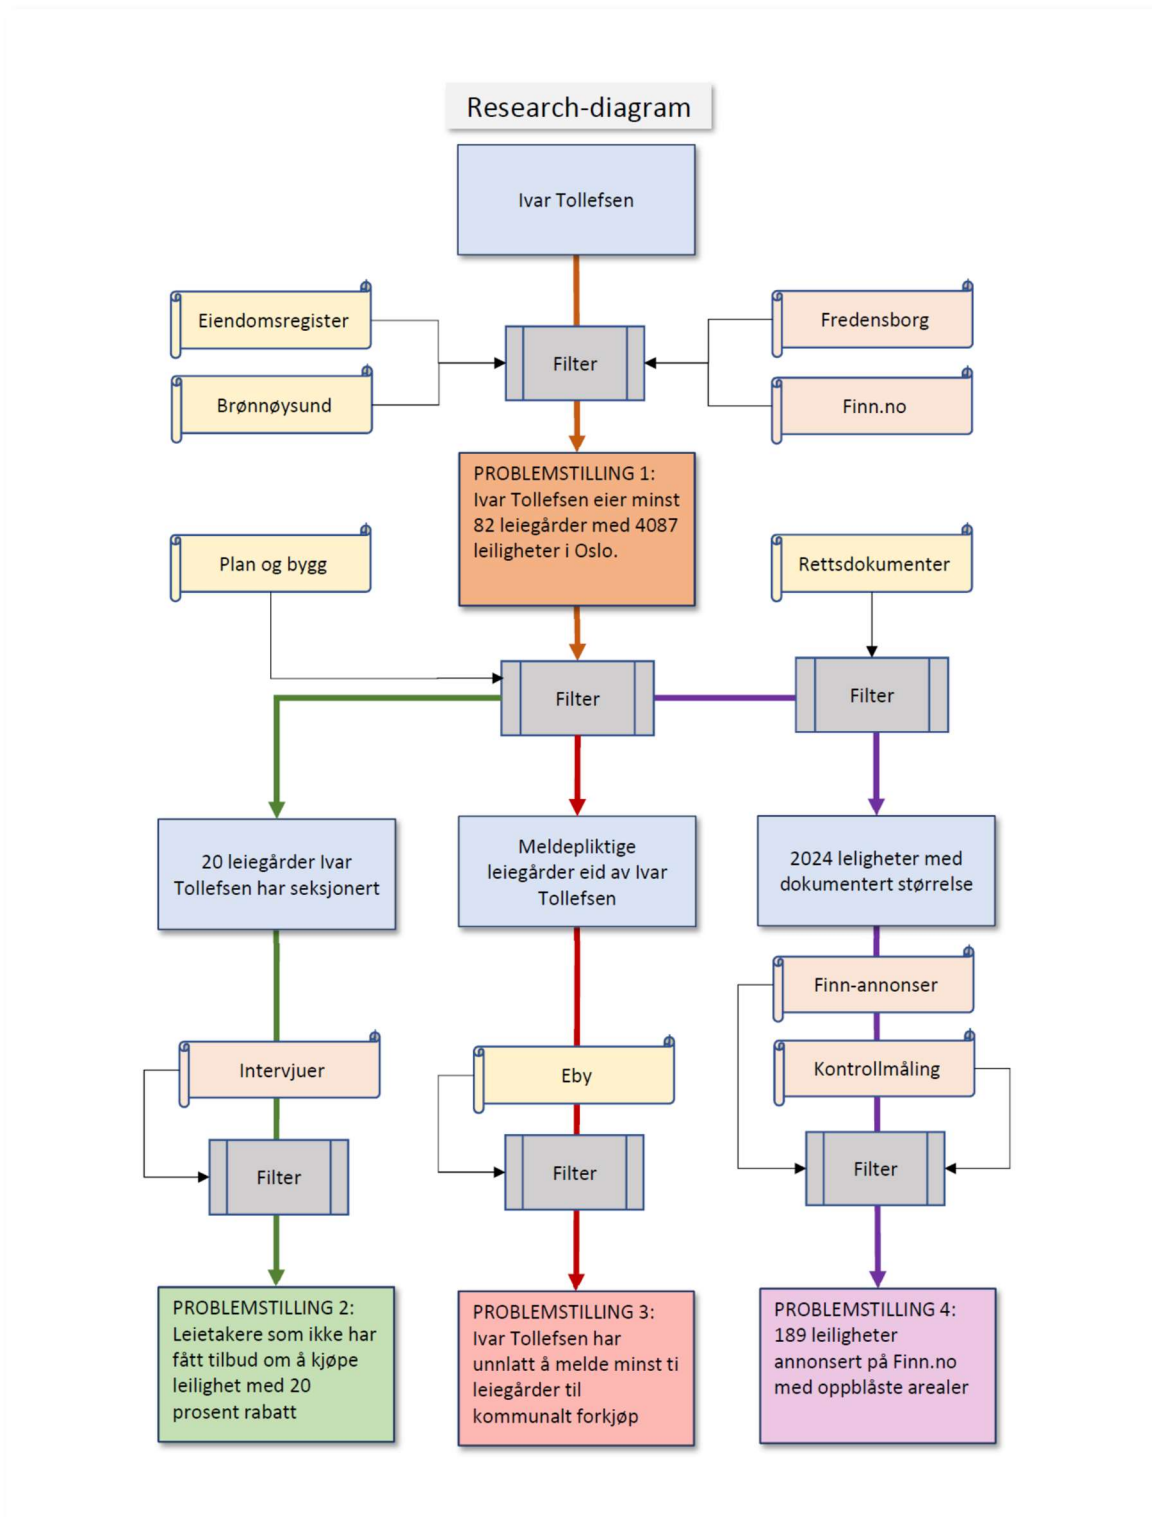 Research-diagram
Ivar Tollefsen
Eiendomsregister
Fredensborg
Filter
Brønnøysund
Finn.no
PROBLEMSTILLING 1:
Ivar Tollefsen eier minst
82 leiegårder med 4087
leiligheter i Oslo.
Plan og bygg
Rettsdokumenter
Filter
Filter
20 leiegårder Ivar
Tollefsen har seksjonert
Meldepliktige
leiegårder eid av Ivar
Tollefsen
2024 leligheter med
dokumentert størrelse
Finn-annonser
Intervjuer
Eby
Kontrollmåling
Filter
Filter
Filter
PROBLEMSTILLING 2:
Leietakere som ikke har
fått tilbud om å kjøpe
leilighet med 20
prosent rabatt
PROBLEMSTILLING 3:
Ivar Tollefsen har
unnlatt å melde minst ti
leiegårder til
kommunalt forkjøp
PROBLEMSTILLING 4:
189 leiligheter
annonsert på Finn.no
med oppblåste arealer